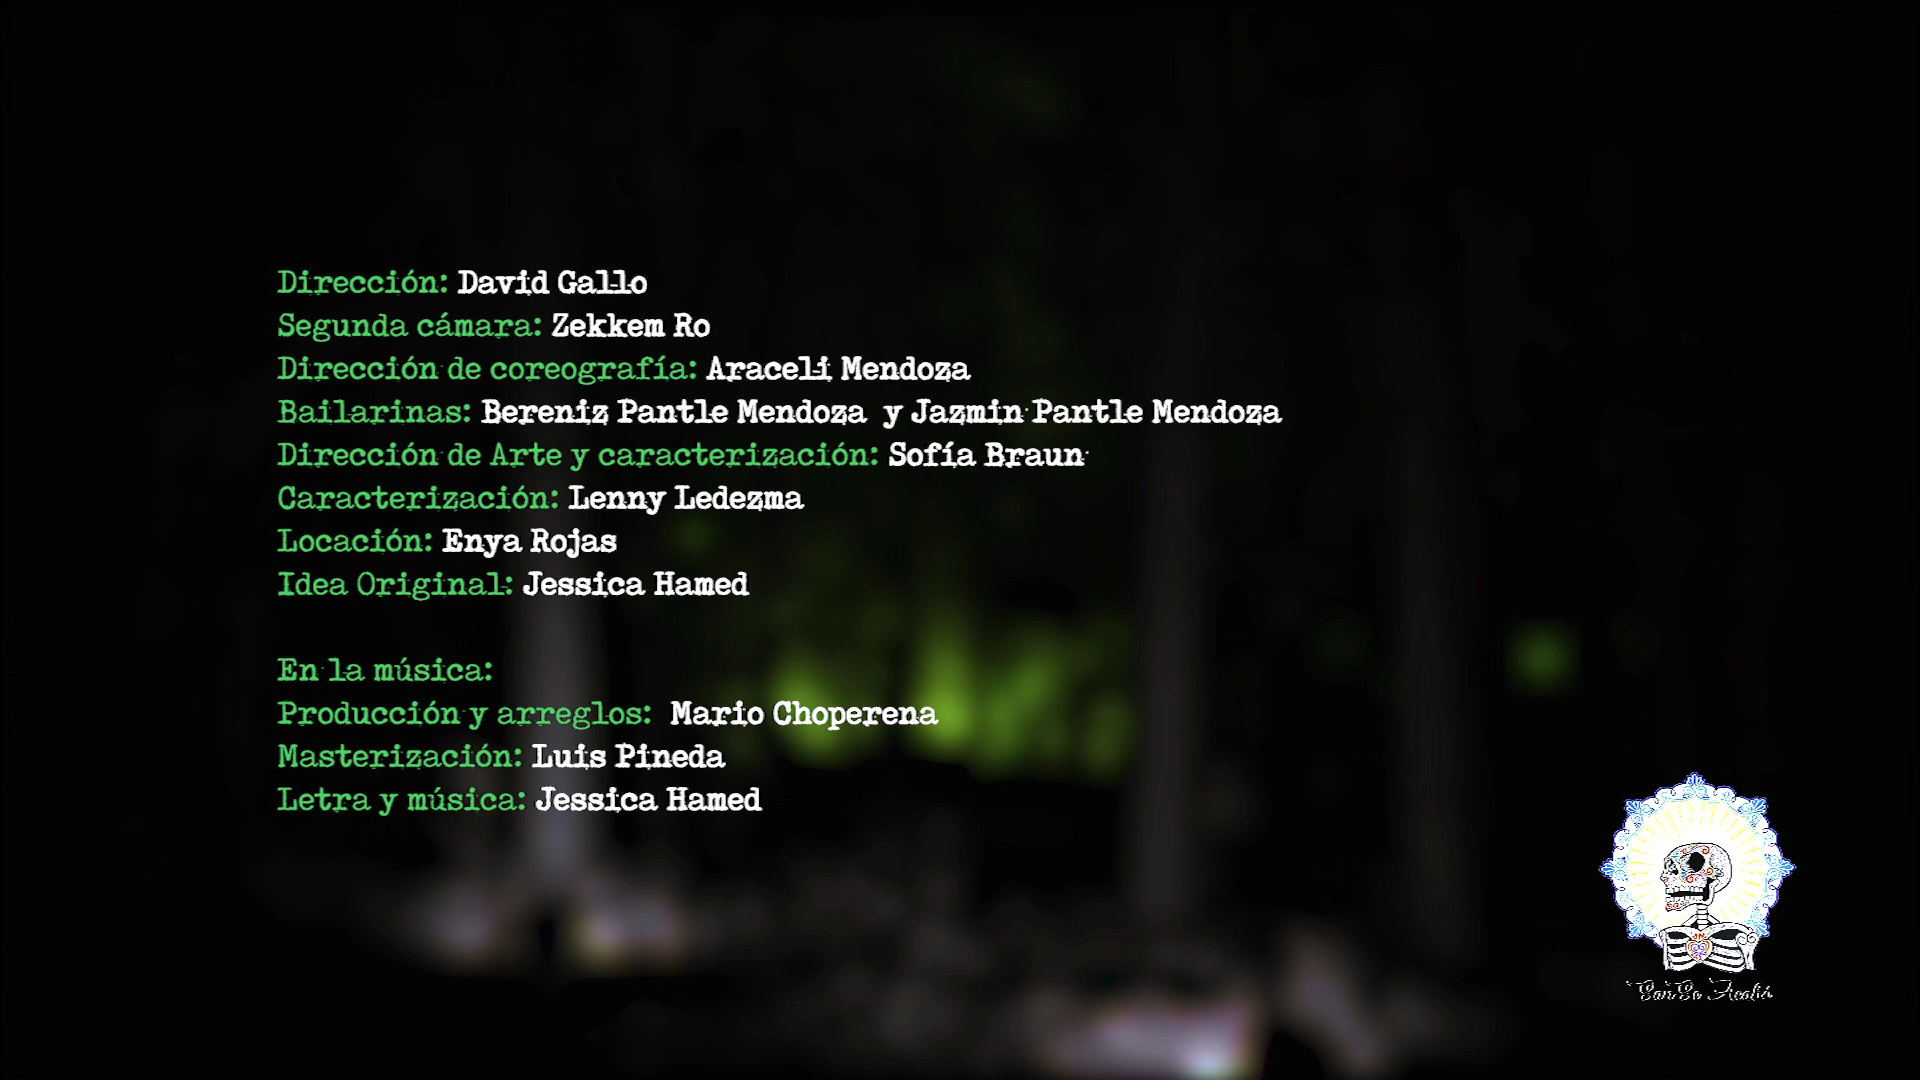 Dirección: David Gallo
Segunda cámara: Zekkem Ro
Dirección de coreografía: Araceli Mendoza
Bailarinas: Bereniz Pantle Mendoza y Jazmin Pantle Mendoza
Dirección de Arte y caracterización: Sofía Braun
Caracterización: Lenny Ledezma
Locación: Enya Rojas
Idea Original: Jessica Hamed
En la música:
Producción y arreglos: Mario Choperena
Masterización: Luis Pineda
Letra y música: Jessica Hamed